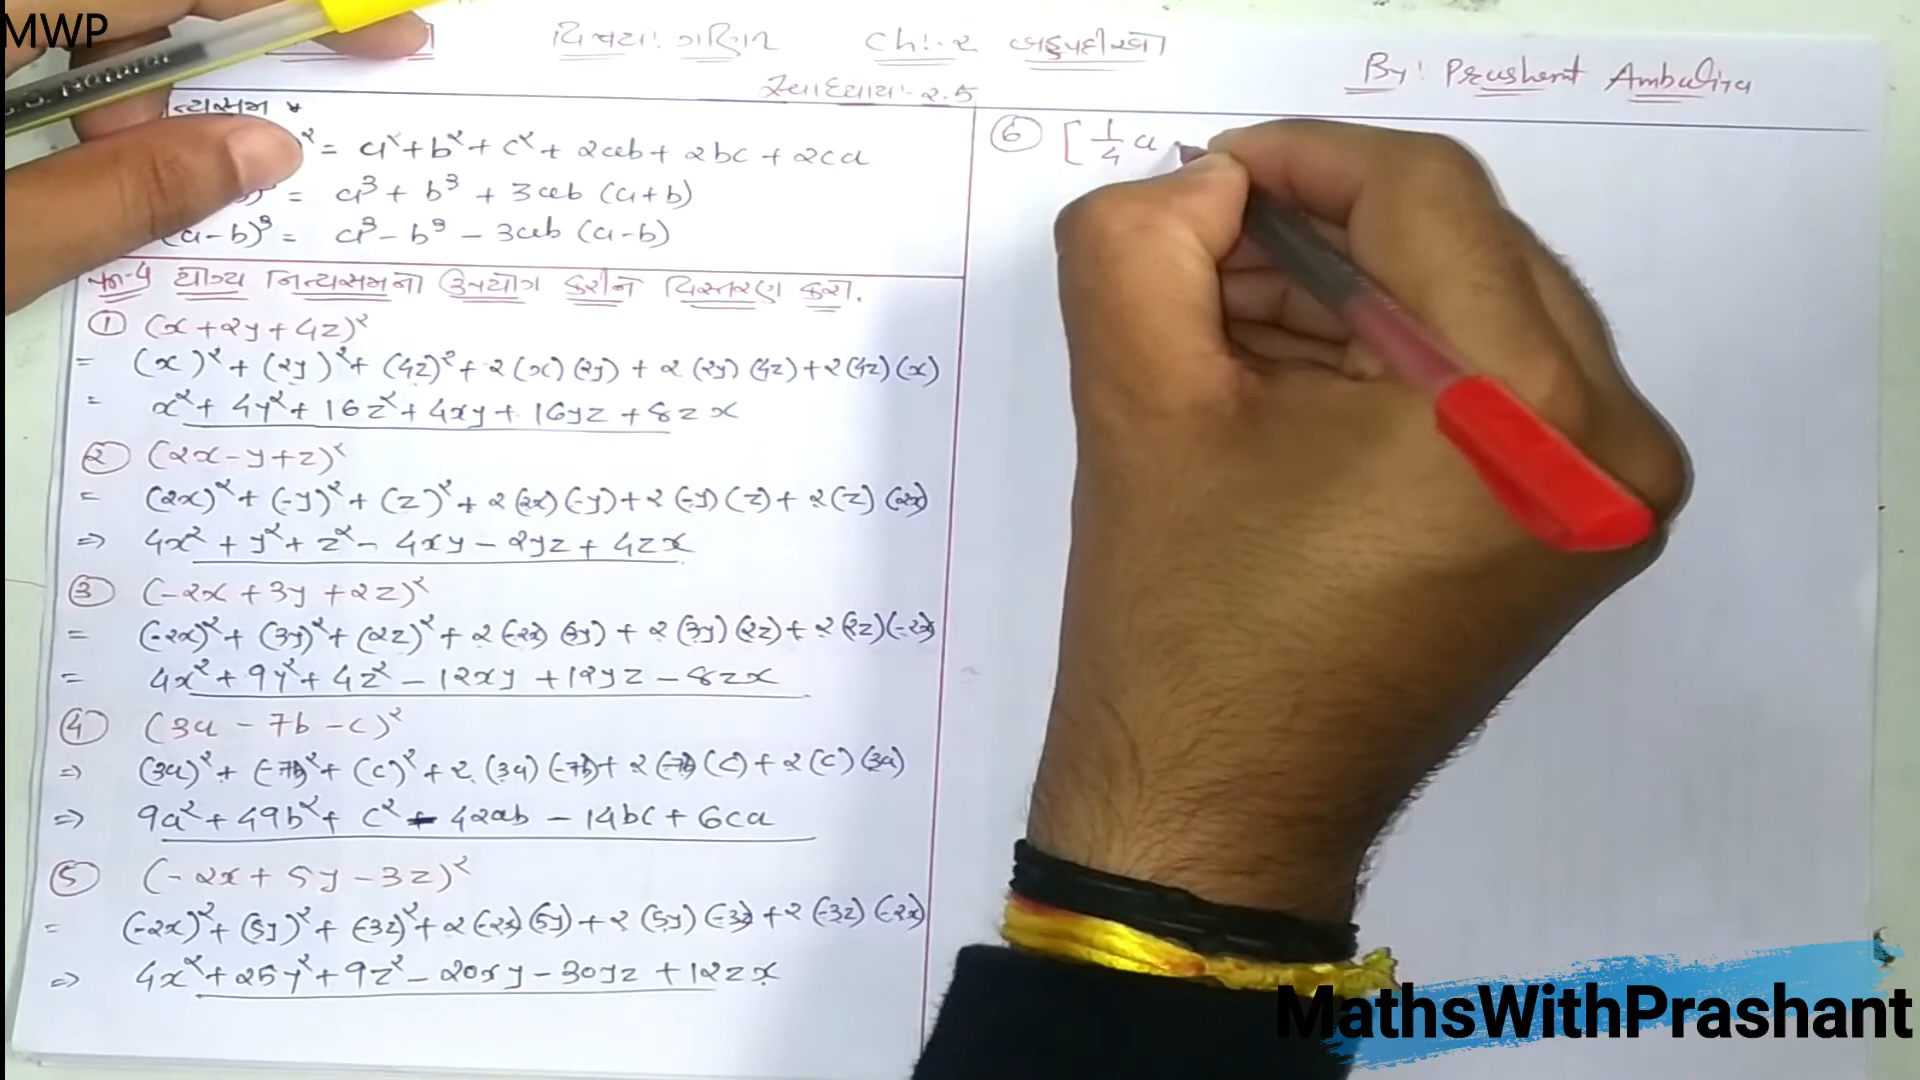 MWP
વિષય: ગણિત Ch:-૨ બહુપદીઓ
By: Prashant Ambaliya
સ્વાધ્યાય:- ૨.5
નિત્યસમ
² = a² + b² + c² + 2ab + 2bc + 2ca
³ = a³ + b³ + 3ab (a+b)
(a-b)³ = a³ - b³ - 3ab (a-b)
પ્ર-4 યોગ્ય નિત્યસમનો ઉપયોગ કરીને વિસ્તરણ કરો.
① (x+2y+4z)²
= (x)² + (2y)² + (4z)² + 2(x)(2y) + 2(2y)(4z) + 2(4z)(x)
= x² + 4y² + 16z² + 4xy + 16yz + 8zx
② (2x-y+z)²
= (2x)² + (-y)² + (z)² + 2(2x)(-y) + 2(-y)(z) + 2(z)(2x)
⇒ 4x² + y² + z² - 4xy - 2yz + 4zx
③ (-2x+3y+2z)²
= (-2x)² + (3y)² + (2z)² + 2(-2x)(3y) + 2(3y)(2z) + 2(2z)(-2x)
= 4x² + 9y² + 4z² - 12xy + 12yz - 8zx
④ (3a - 7b - c)²
⇒ (3a)² + (-7b)² + (c)² + 2(3a)(-7b) + 2(-7b)(c) + 2(c)(3a)
⇒ 9a² + 49b² + c² - 42ab - 14bc + 6ca
⑤ (-2x + 5y - 3z)²
= (-2x)² + (5y)² + (-3z)² + 2(-2x)(5y) + 2(5y)(-3z) + 2(-3z)(-2x)
⇒ 4x² + 25y² + 9z² - 20xy - 30yz + 12zx
⑥ [1/4 a
MathsWithPrashant